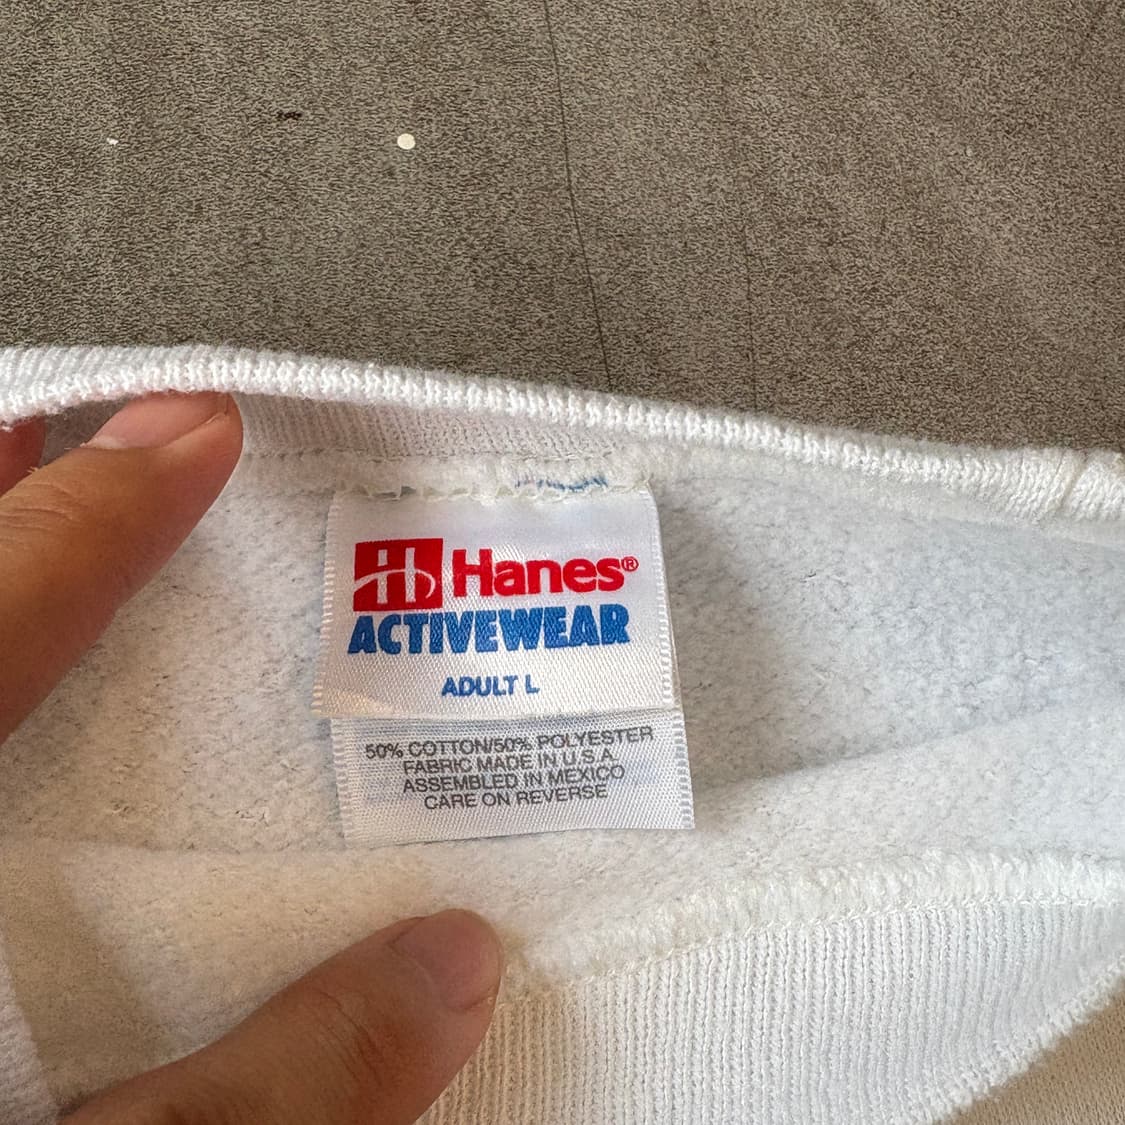 H Hanes®
ACTIVEWEAR
ADULT L
50% COTTON/50% POLYESTER
FABRIC MADE IN U.S.A.
ASSEMBLED IN MEXICO
CARE ON REVERSE